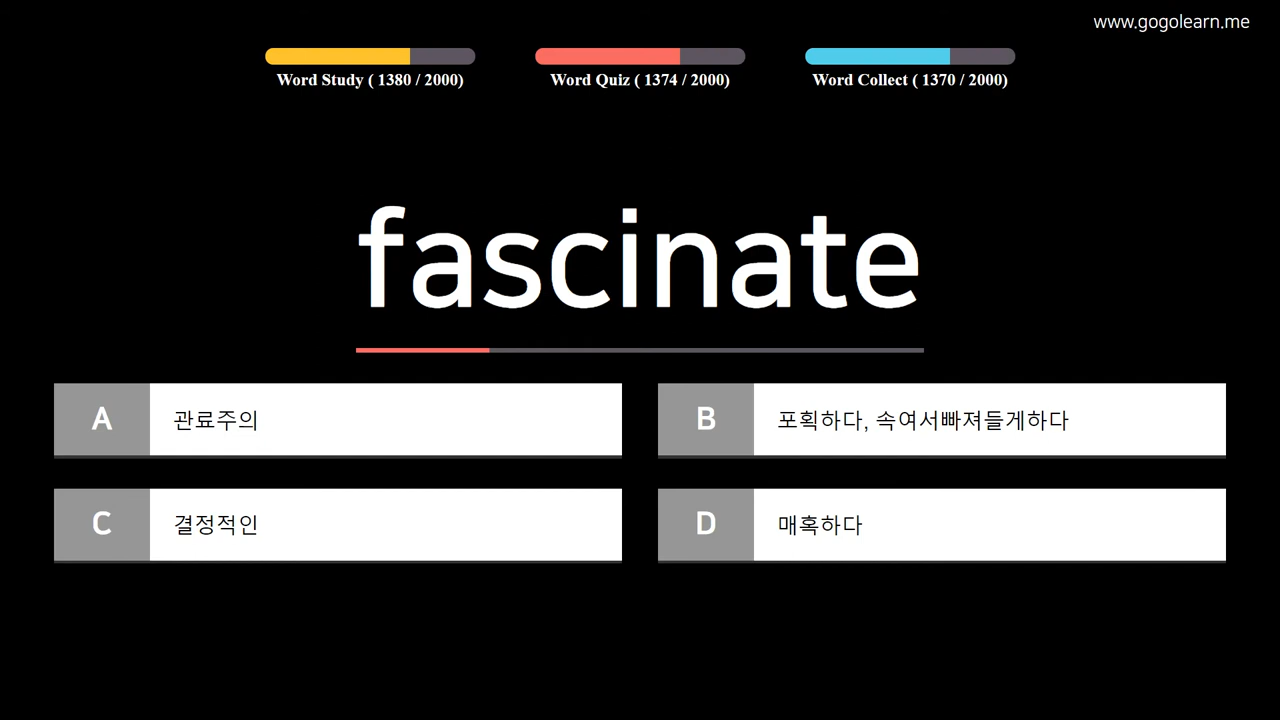 www.gogolearn.me
Word Study ( 1380 / 2000)
Word Quiz ( 1374 / 2000)
Word Collect ( 1370 / 2000)
fascinate
A 관료주의
B 포획하다, 속여서빠져들게하다
C 결정적인
D 매혹하다